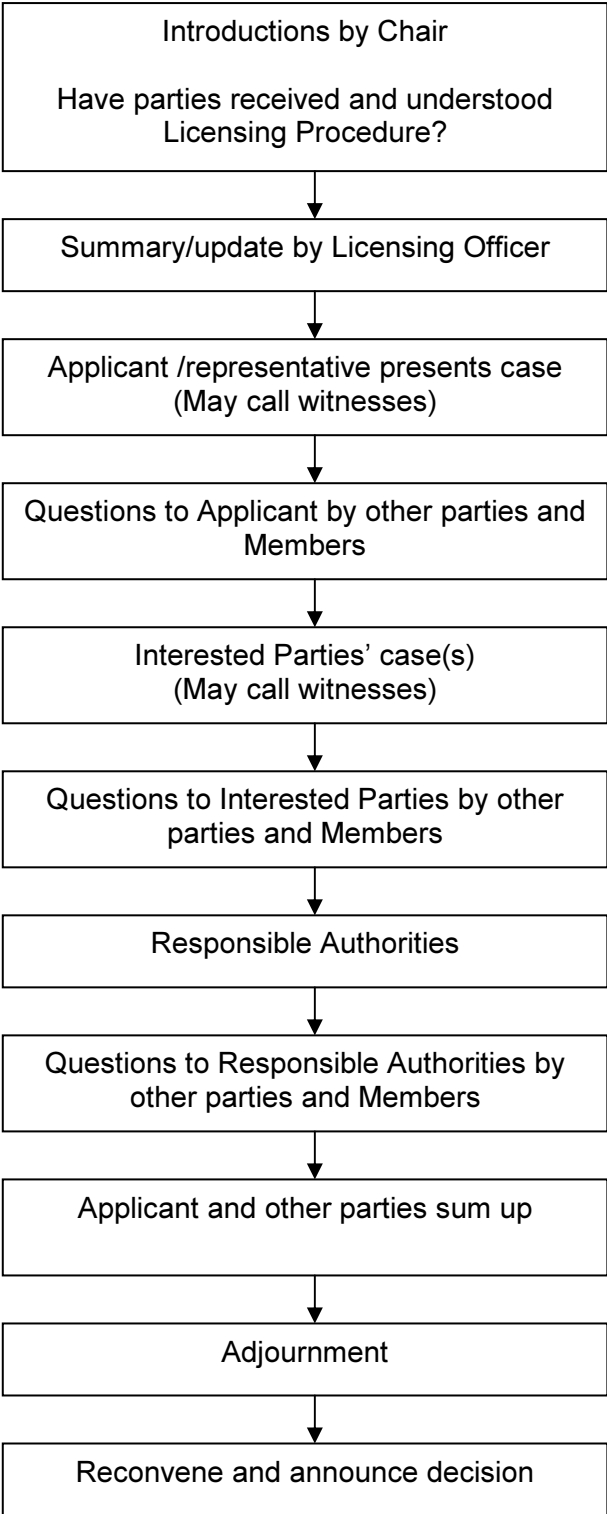 Introductions by Chair
Have parties received and understood
Licensing Procedure?
Summary/update by Licensing Officer
Applicant /representative presents case
(May call witnesses)
Questions to Applicant by other parties and
Members
Interested Parties’ case(s)
(May call witnesses)
Questions to Interested Parties by other
parties and Members
Responsible Authorities
Questions to Responsible Authorities by
other parties and Members
Applicant and other parties sum up
Adjournment
Reconvene and announce decision